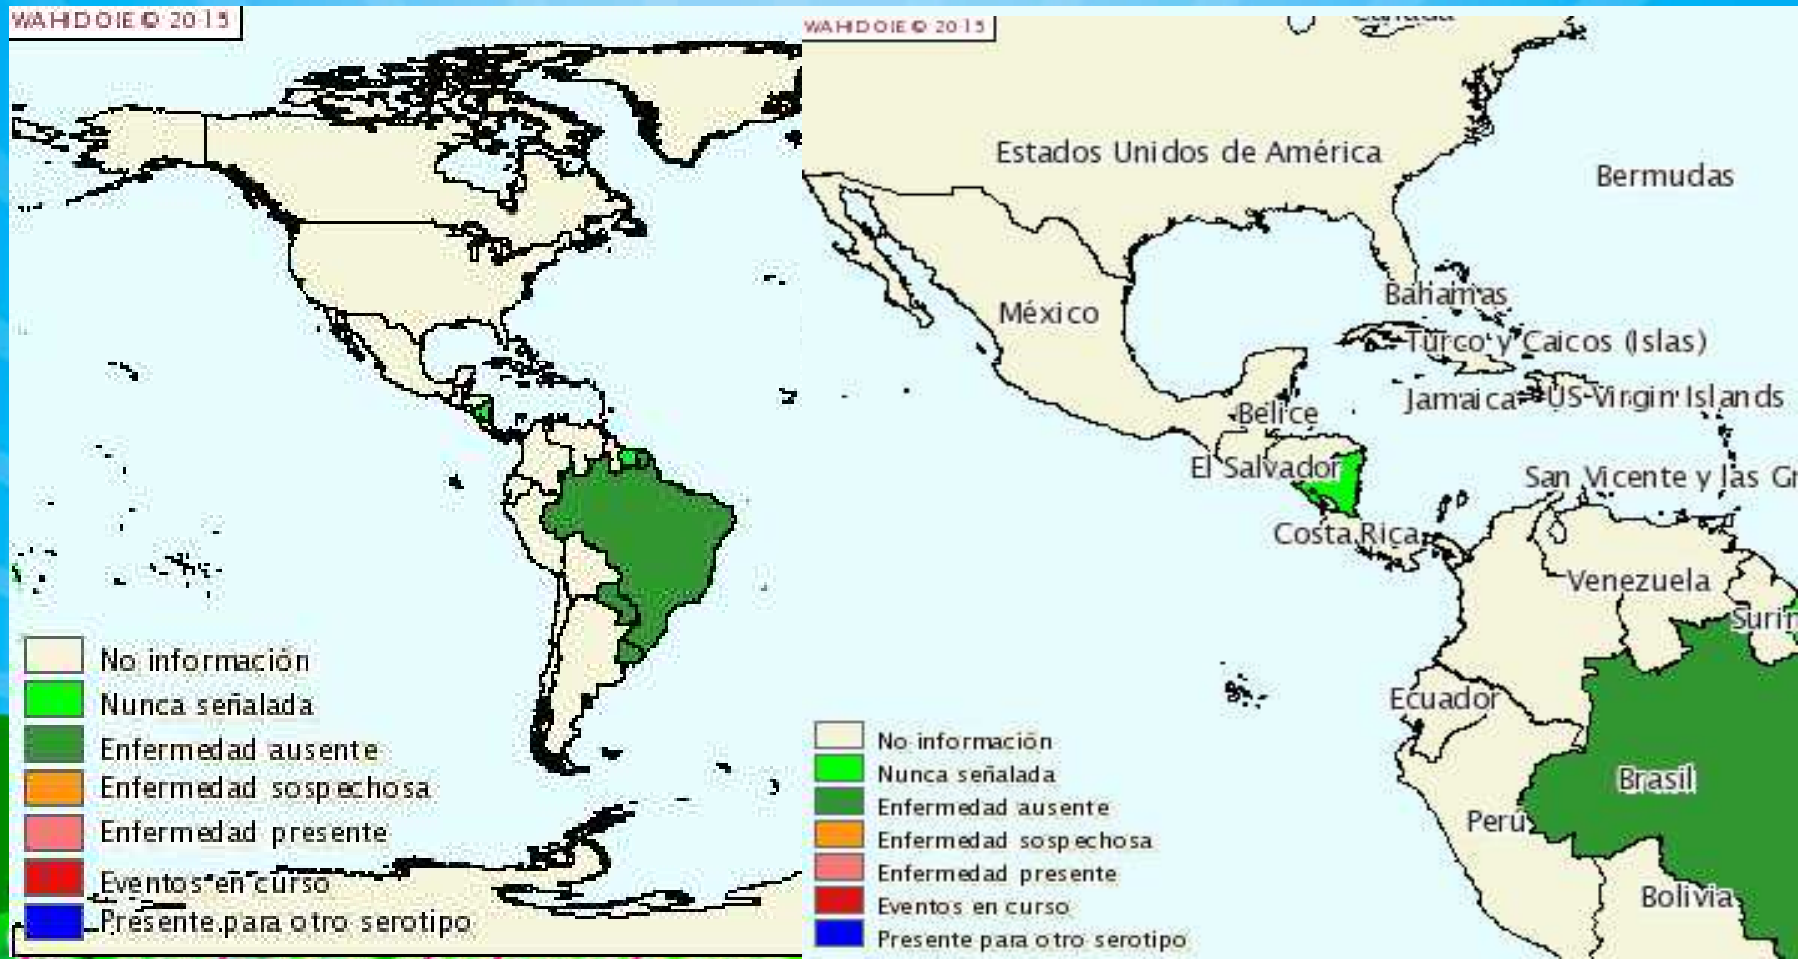 WAHID OIE © 2015
No información
Nunca señalada
Enfermedad ausente
Enfermedad sospechosa
Enfermedad presente
Eventos en curso
Presente para otro serotipo
WAHID OIE © 2015
Canada
Estados Unidos de América
Bermudas
Bahamas
México
Turco y Caicos (Islas)
Jamaica
US-Virgin Islands
Belice
El Salvador
San Vicente y las Gr
Costa Rica
Venezuela
Surin
Ecuador
Brasil
Perú
Bolivia
No información
Nunca señalada
Enfermedad ausente
Enfermedad sospechosa
Enfermedad presente
Eventos en curso
Presente para otro serotipo